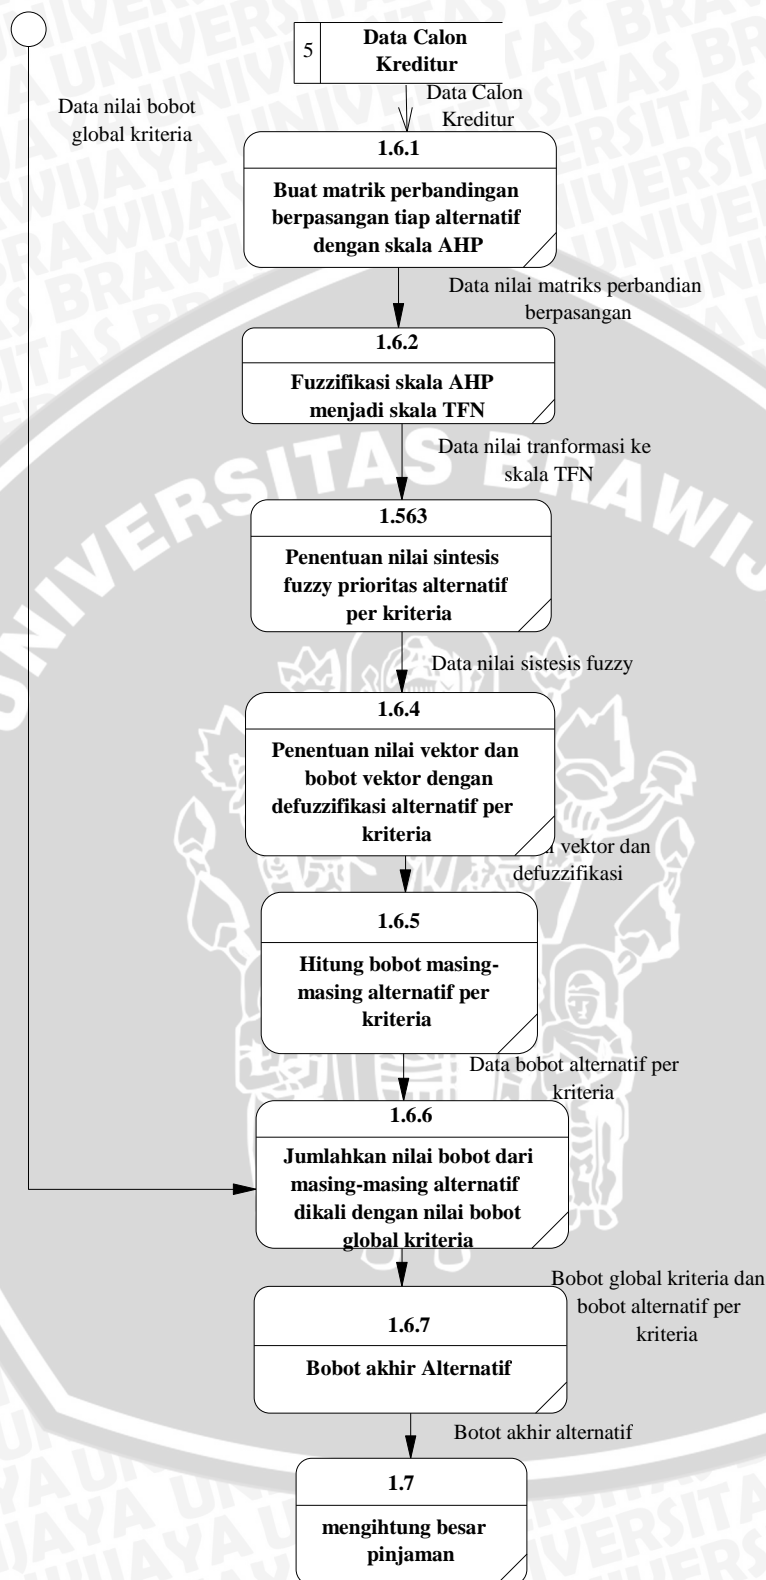 5
Data Calon
Kreditur
Data nilai bobot
global kriteria
Data Calon
Kreditur
1.6.1
Buat matrik perbandingan
berpasangan tiap alternatif
dengan skala AHP
Data nilai matriks perbandian
berpasangan
1.6.2
Fuzzifikasi skala AHP
menjadi skala TFN
Data nilai tranformasi ke
skala TFN
1.563
Penentuan nilai sintesis
fuzzy prioritas alternatif
per kriteria
Data nilai sistesis fuzzy
1.6.4
Penentuan nilai vektor dan
bobot vektor dengan
defuzzifikasi alternatif per
kriteria
vektor dan
defuzzifikasi
1.6.5
Hitung bobot masing-
masing alternatif per
kriteria
Data bobot alternatif per
kriteria
1.6.6
Jumlahkan nilai bobot dari
masing-masing alternatif
dikali dengan nilai bobot
global kriteria
Bobot global kriteria dan
bobot alternatif per
kriteria
1.6.7
Bobot akhir Alternatif
Botot akhir alternatif
1.7
mengihtung besar
pinjaman
UNIVERSITAS BRAWIJ